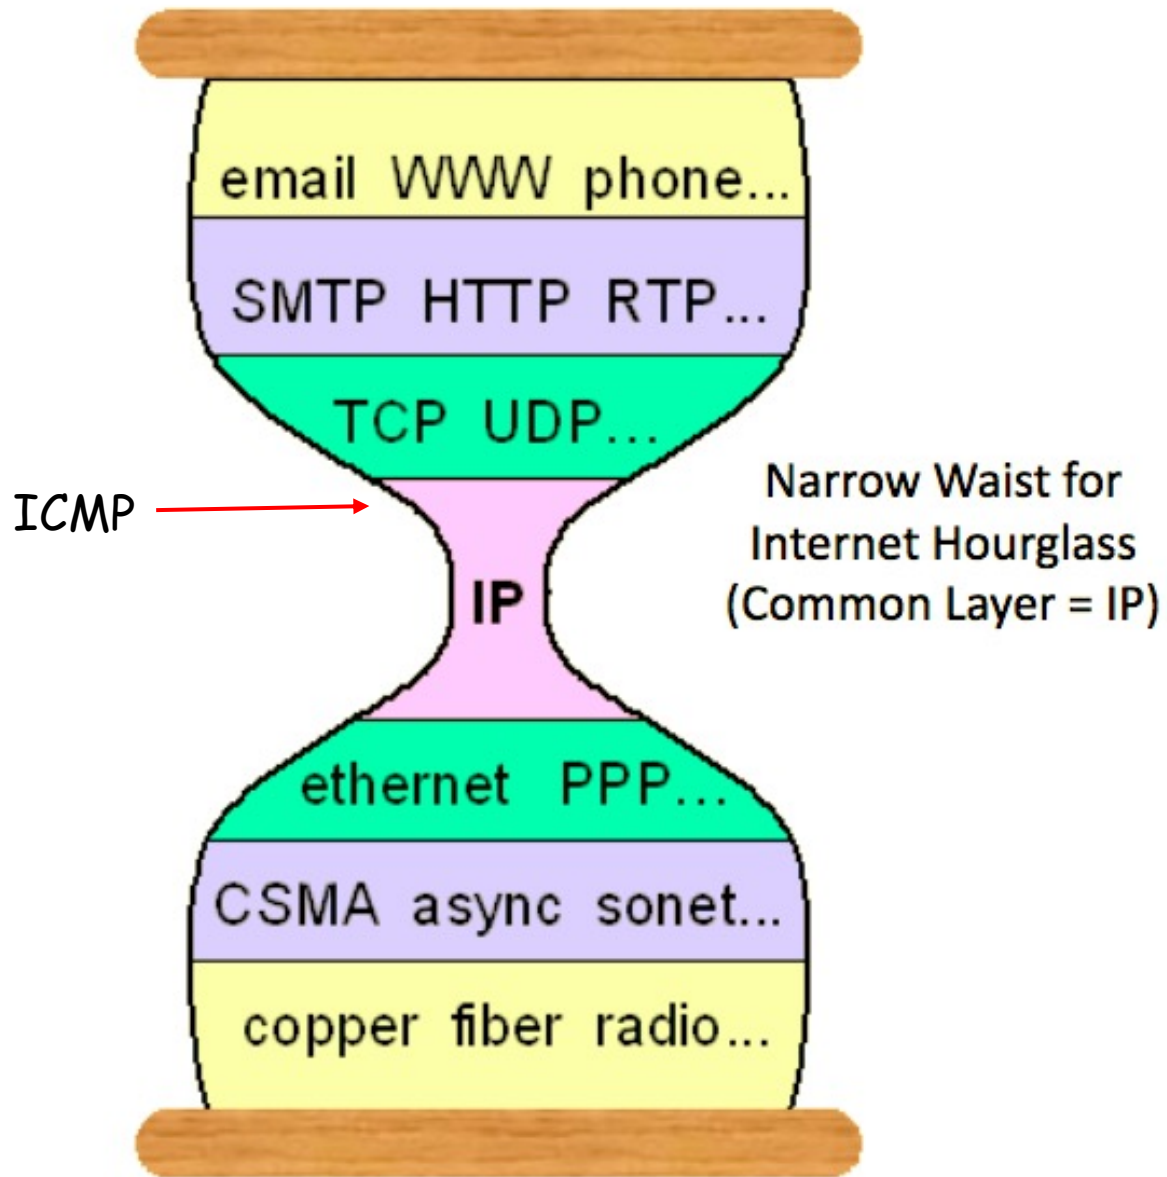 email WWW phone...
SMTP HTTP RTP...
TCP UDP...
ICMP
Narrow Waist for
Internet Hourglass
(Common Layer = IP)
IP
ethernet PPP...
CSMA async sonet...
copper fiber radio...